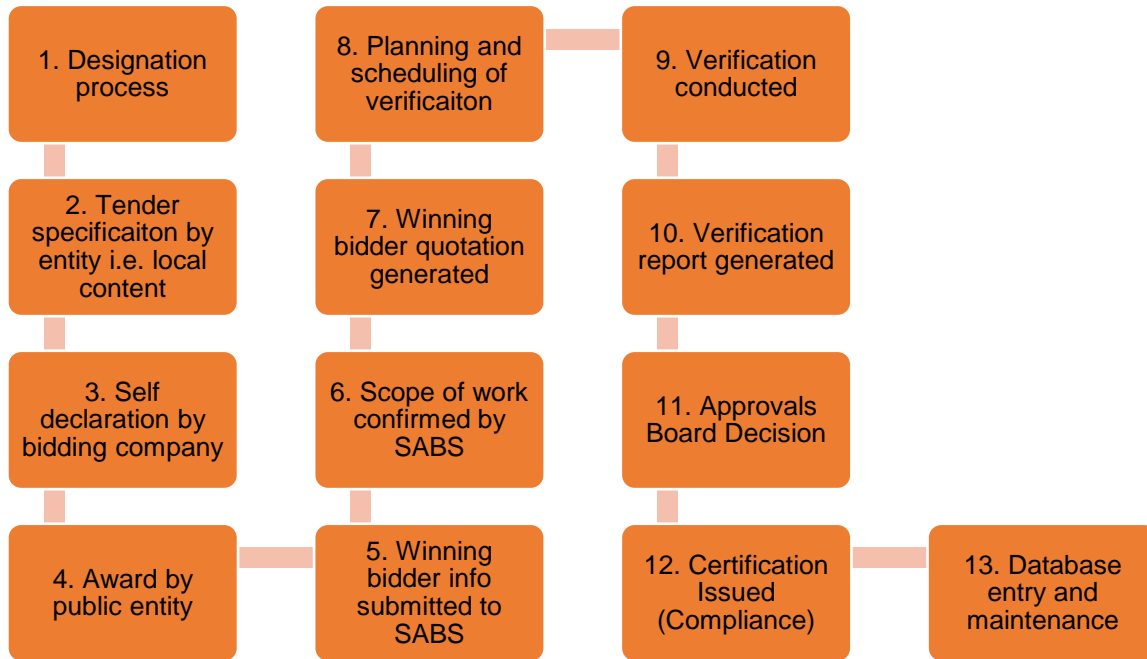 1. Designation
process
2. Tender
specificaiton by
entity i.e. local
content
3. Self
declaration by
bidding company
4. Award by
public entity
5. Winning
bidder info
submitted to
SABS
6. Scope of work
confirmed by
SABS
7. Winning
bidder quotation
generated
8. Planning and
scheduling of
verificaiton
9. Verification
conducted
10. Verification
report generated
11. Approvals
Board Decision
12. Certification
Issued
(Compliance)
13. Database
entry and
maintenance